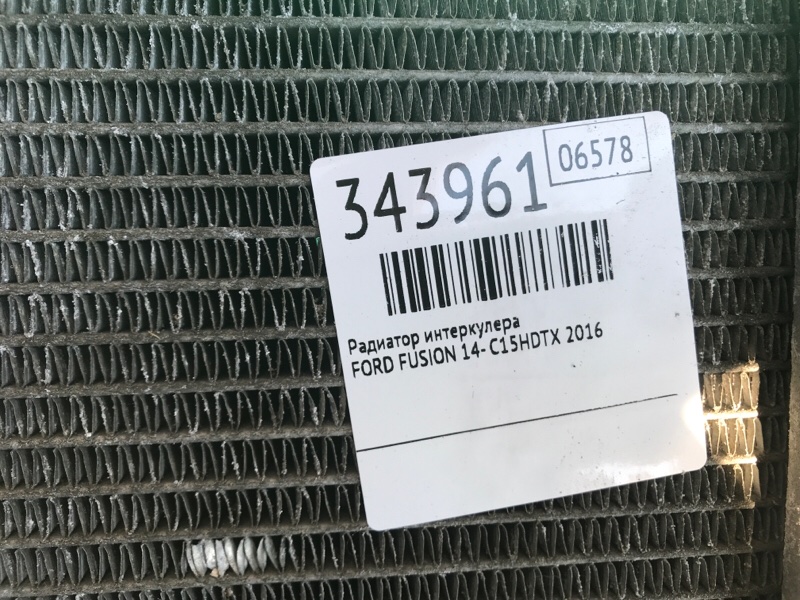 343961
06578
Радиатор интеркулера
FORD FUSION 14- C15HDTX 2016